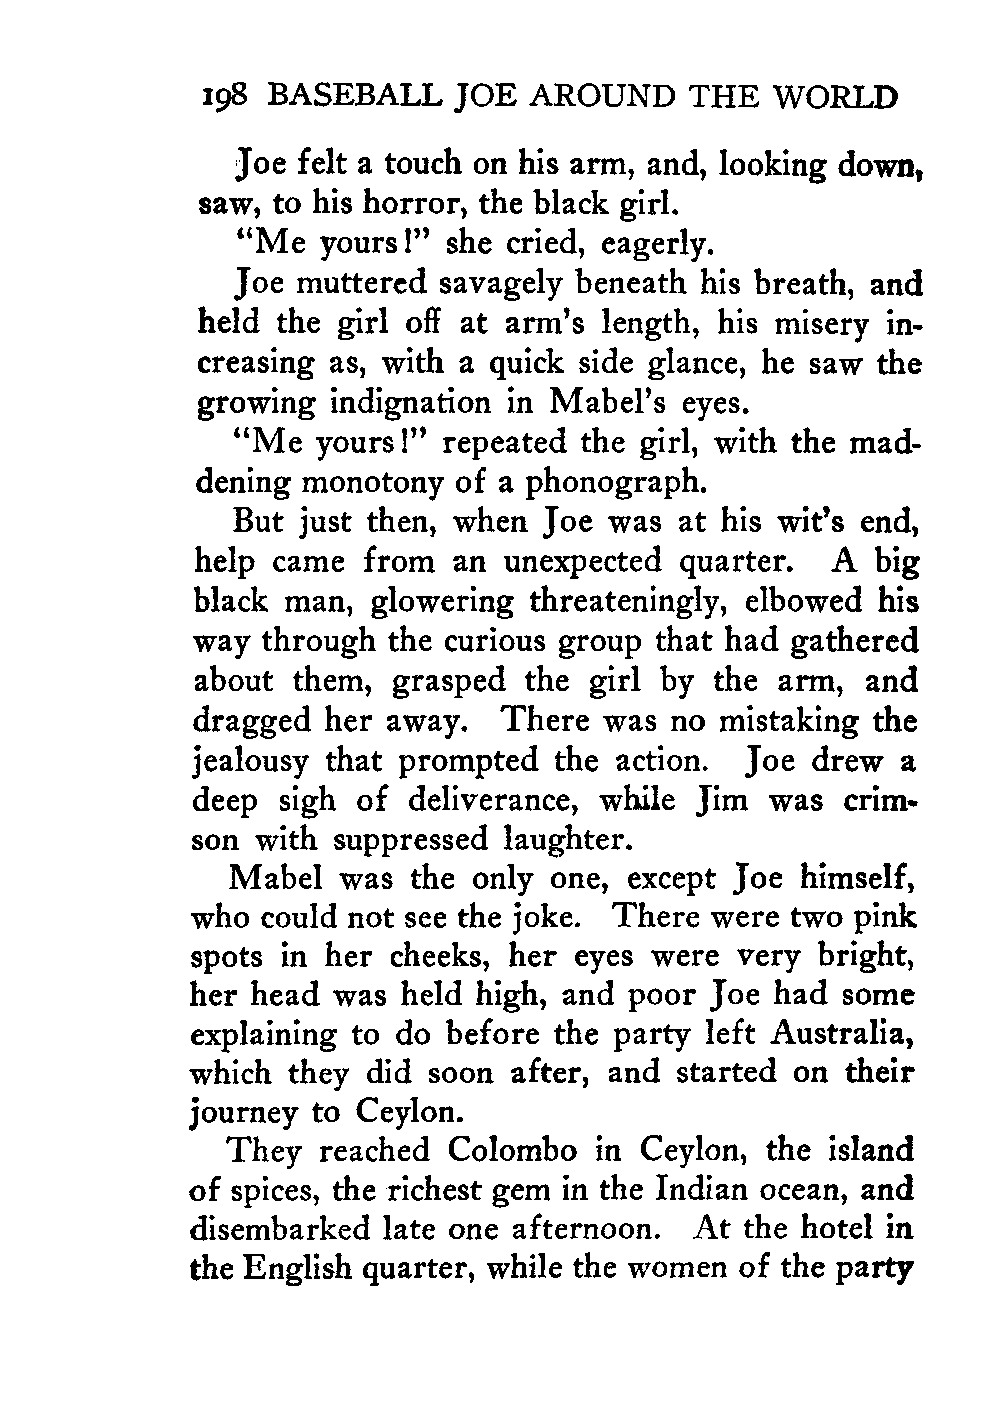 198 BASEBALL JOE AROUND THE WORLD
Joe felt a touch on his arm, and, looking down,
saw, to his horror, the black girl.
"Me yours!" she cried, eagerly.
Joe muttered savagely beneath his breath, and
held the girl off at arm's length, his misery in-
creasing as, with a quick side glance, he saw the
growing indignation in Mabel's eyes.
"Me yours!" repeated the girl, with the mad-
dening monotony of a phonograph.
But just then, when Joe was at his wit's end,
help came from an unexpected quarter. A big
black man, glowering threateningly, elbowed his
way through the curious group that had gathered
about them, grasped the girl by the arm, and
dragged her away. There was no mistaking the
jealousy that prompted the action. Joe drew a
deep sigh of deliverance, while Jim was crim-
son with suppressed laughter.
Mabel was the only one, except Joe himself,
who could not see the joke. There were two pink
spots in her cheeks, her eyes were very bright,
her head was held high, and poor Joe had some
explaining to do before the party left Australia,
which they did soon after, and started on their
journey to Ceylon.
They reached Colombo in Ceylon, the island
of spices, the richest gem in the Indian ocean, and
disembarked late one afternoon. At the hotel in
the English quarter, while the women of the party